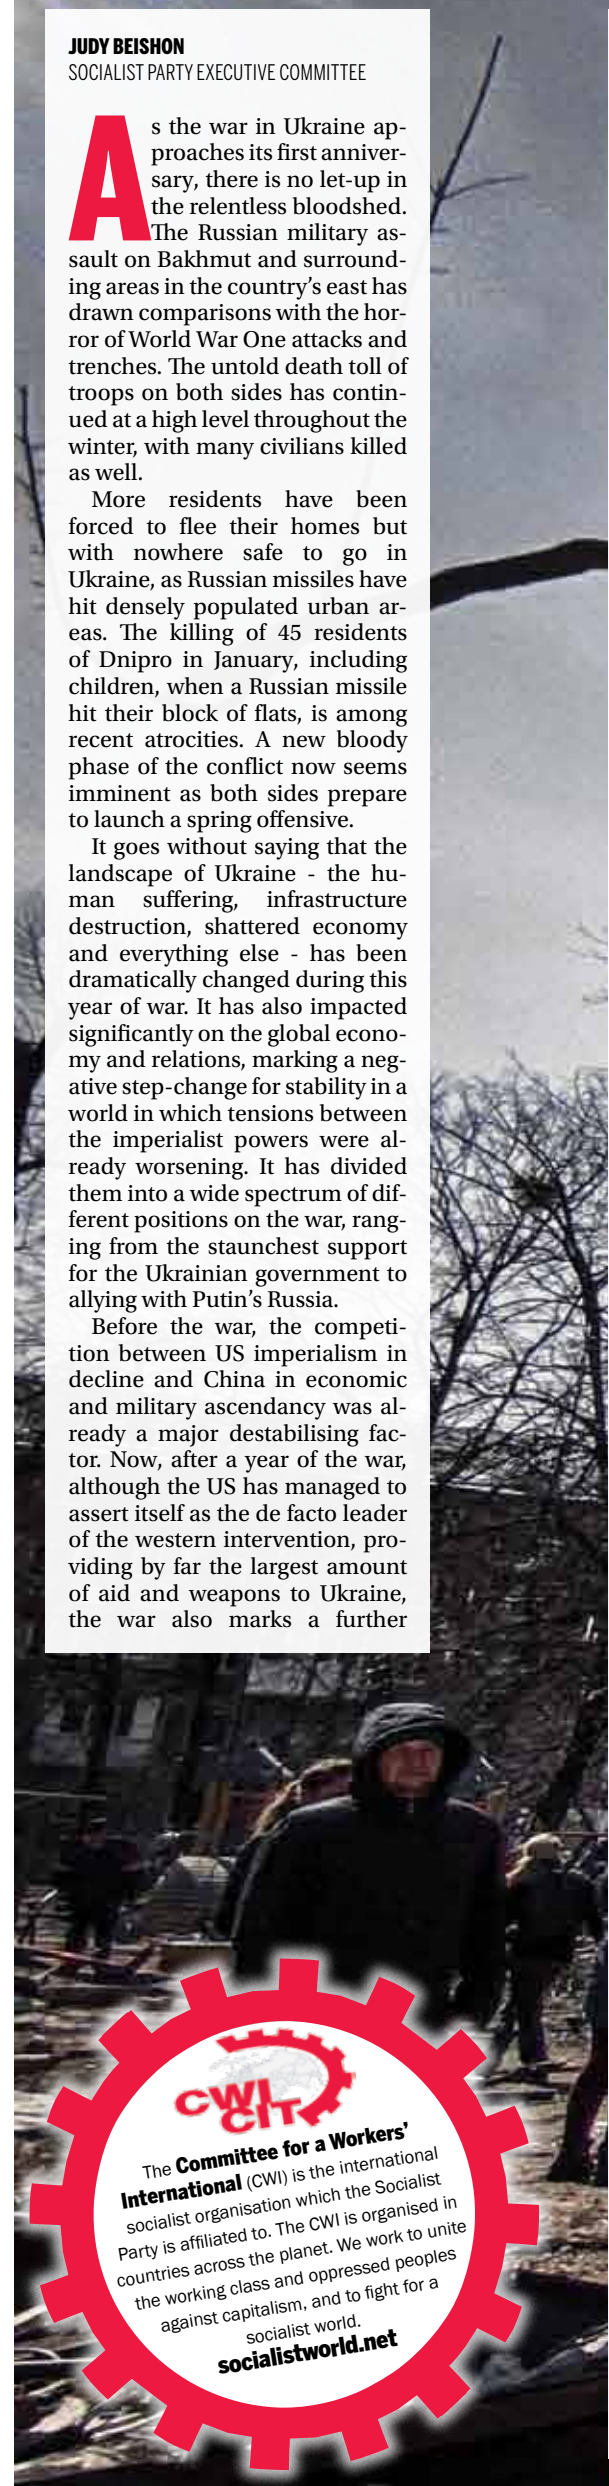 JUDY BEISHON
SOCIALIST PARTY EXECUTIVE COMMITTEE
As the war in Ukraine ap-
proaches its first anniver-
sary, there is no let-up in
the relentless bloodshed.
The Russian military as-
sault on Bakhmut and surround-
ing areas in the country's east has
drawn comparisons with the hor-
ror of World War One attacks and
trenches. The untold death toll of
troops on both sides has contin-
ued at a high level throughout the
winter, with many civilians killed
as well.
More residents have been
forced to flee their homes but
with nowhere safe to go in
Ukraine, as Russian missiles have
hit densely populated urban ar-
eas. The killing of 45 residents
of Dnipro in January, including
children, when a Russian missile
hit their block of flats, is among
recent atrocities. A new bloody
phase of the conflict now seems
imminent as both sides prepare
to launch a spring offensive.
It goes without saying that the
landscape of Ukraine - the hu-
man suffering, infrastructure
destruction, shattered economy
and everything else - has been
dramatically changed during this
year of war. It has also impacted
significantly on the global econo-
my and relations, marking a neg-
ative step-change for stability in a
world in which tensions between
the imperialist powers were al-
ready worsening. It has divided
them into a wide spectrum of dif-
ferent positions on the war, rang-
ing from the staunchest support
for the Ukrainian government to
allying with Putin's Russia.
Before the war, the competi-
tion between US imperialism in
decline and China in economic
and military ascendancy was al-
ready a major destabilising fac-
tor. Now, after a year of the war,
although the US has managed to
assert itself as the de facto leader
of the western intervention, pro-
viding by far the largest amount
of aid and weapons to Ukraine,
the war also marks a further
CWI
CIT
The Committee for a Workers'
International (CWI) is the international
socialist organisation which the Socialist
Party is affiliated to. The CWI is organised in
countries across the planet. We work to unite
the working class and oppressed peoples
against capitalism, and to fight for a
socialist world.
socialistworld.net